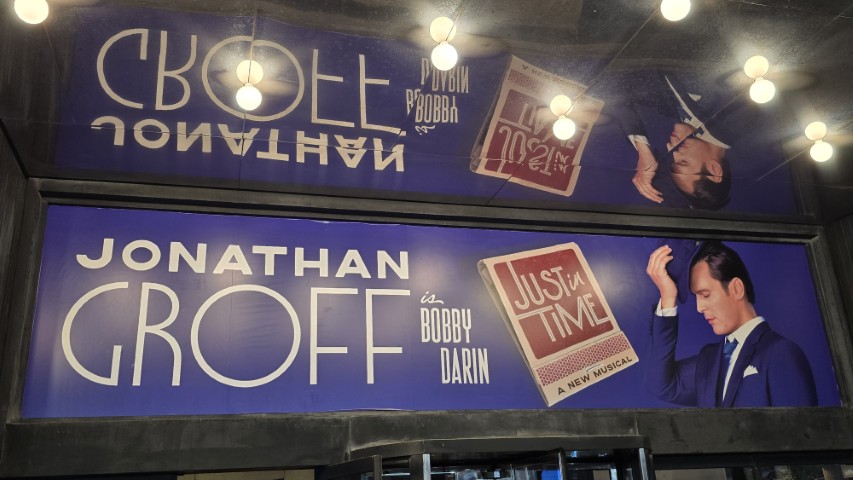 JONATHAN
GROFF
is
BOBBY
DARIN
JUST in
TIME
A NEW MUSICAL